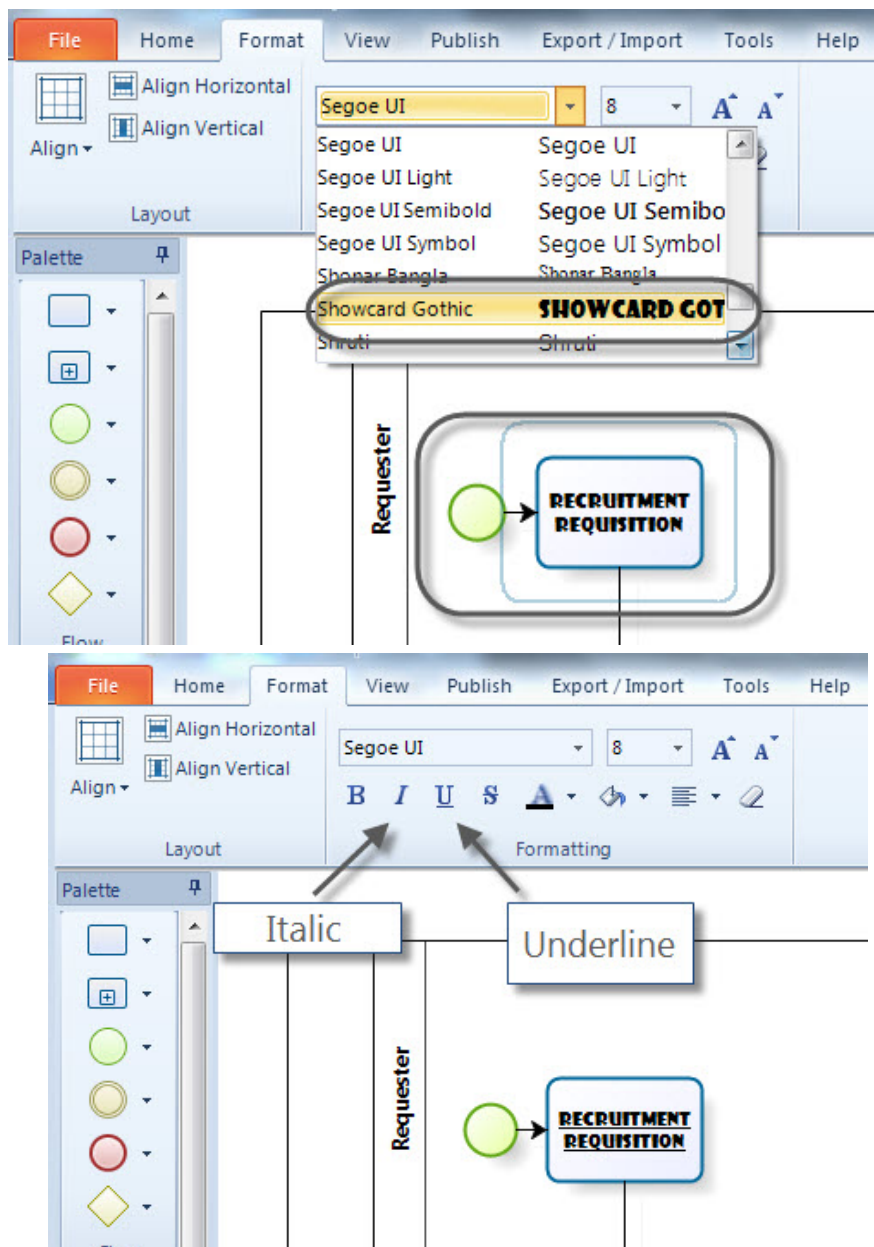 File Home Format View Publish Export / Import Tools Help
Align Horizontal
Segoe UI 8 A A
Align Vertical
Align
Segoe UI Segoe UI
Segoe UI Light Segoe UI Light
Segoe UI Semibold Segoe UI Semibo
Layout
Segoe UI Symbol Segoe UI Symbol
Palette
Shonar Bangla Shonar Bangla
Showcard Gothic SHOWCARD GOT
Shruti Shruti
Requester
RECRUITMENT
REQUISITION
Flow
File Home Format View Publish Export / Import Tools Help
Align Horizontal
Segoe UI 8 A A
Align Vertical
Align
B I U S A
Layout Formatting
Palette
Italic
Underline
Requester
RECRUITMENT
REQUISITION